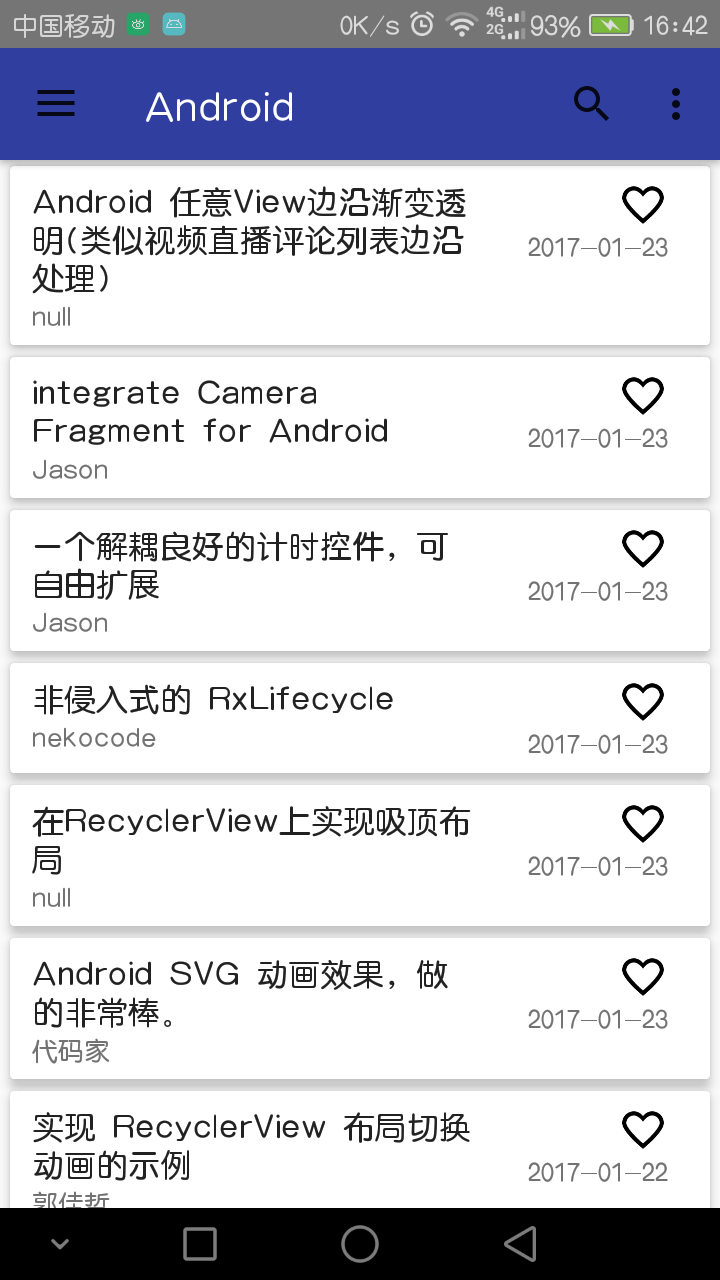 中国移动 0K/s 4G 2G 93% 16:42
Android
Android 任意View边沿渐变透
明(类似视频直播评论列表边沿
处理)
null
2017-01-23
integrate Camera
Fragment for Android
Jason
2017-01-23
一个解耦良好的计时控件，可
自由扩展
Jason
2017-01-23
非侵入式的 RxLifecycle
nekocode
2017-01-23
在RecyclerView上实现吸顶布
局
null
2017-01-23
Android SVG 动画效果，做
的非常棒。
代码家
2017-01-23
实现 RecyclerView 布局切换
动画的示例
郭佳哲
2017-01-22